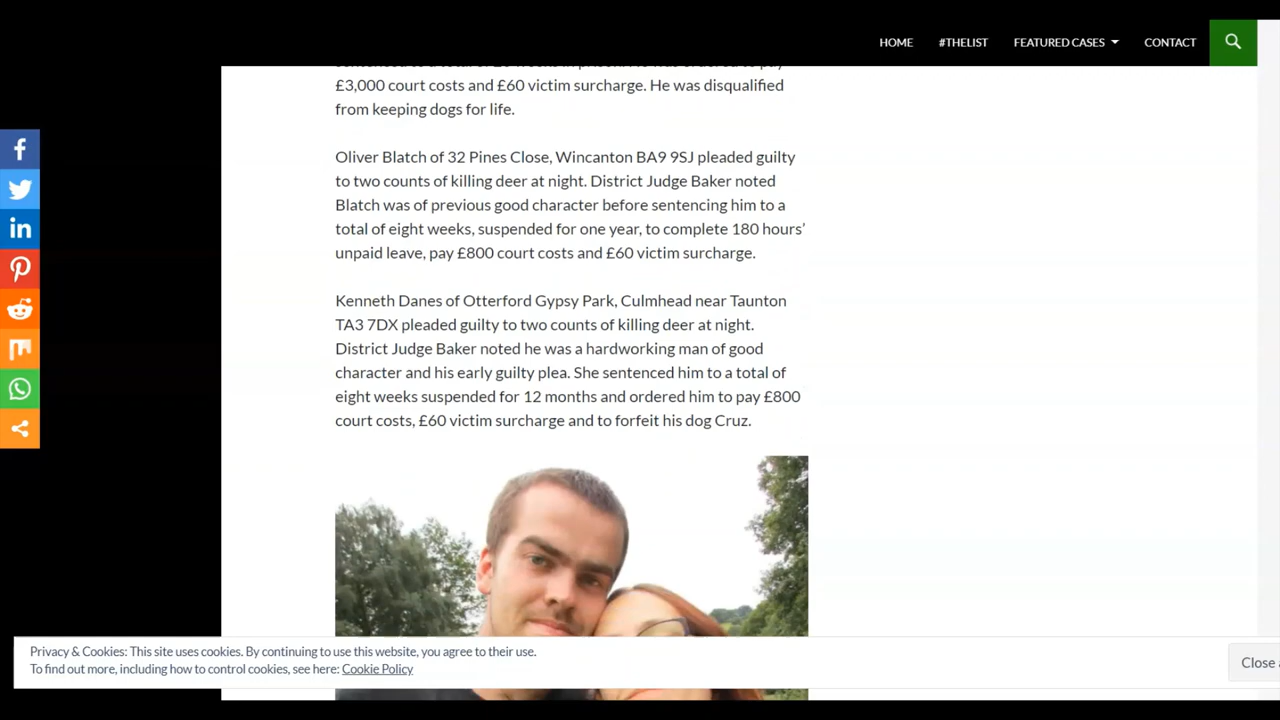 HOME #THELIST FEATURED CASES CONTACT
£3,000 court costs and £60 victim surcharge. He was disqualified
from keeping dogs for life.
Oliver Blatch of 32 Pines Close, Wincanton BA9 9SJ pleaded guilty
to two counts of killing deer at night. District Judge Baker noted
Blatch was of previous good character before sentencing him to a
total of eight weeks, suspended for one year, to complete 180 hours’
unpaid leave, pay £800 court costs and £60 victim surcharge.
Kenneth Danes of Otterford Gypsy Park, Culmhead near Taunton
TA3 7DX pleaded guilty to two counts of killing deer at night.
District Judge Baker noted he was a hardworking man of good
character and his early guilty plea. She sentenced him to a total of
eight weeks suspended for 12 months and ordered him to pay £800
court costs, £60 victim surcharge and to forfeit his dog Cruz.
Privacy & Cookies: This site uses cookies. By continuing to use this website, you agree to their use.
To find out more, including how to control cookies, see here: Cookie Policy
Close